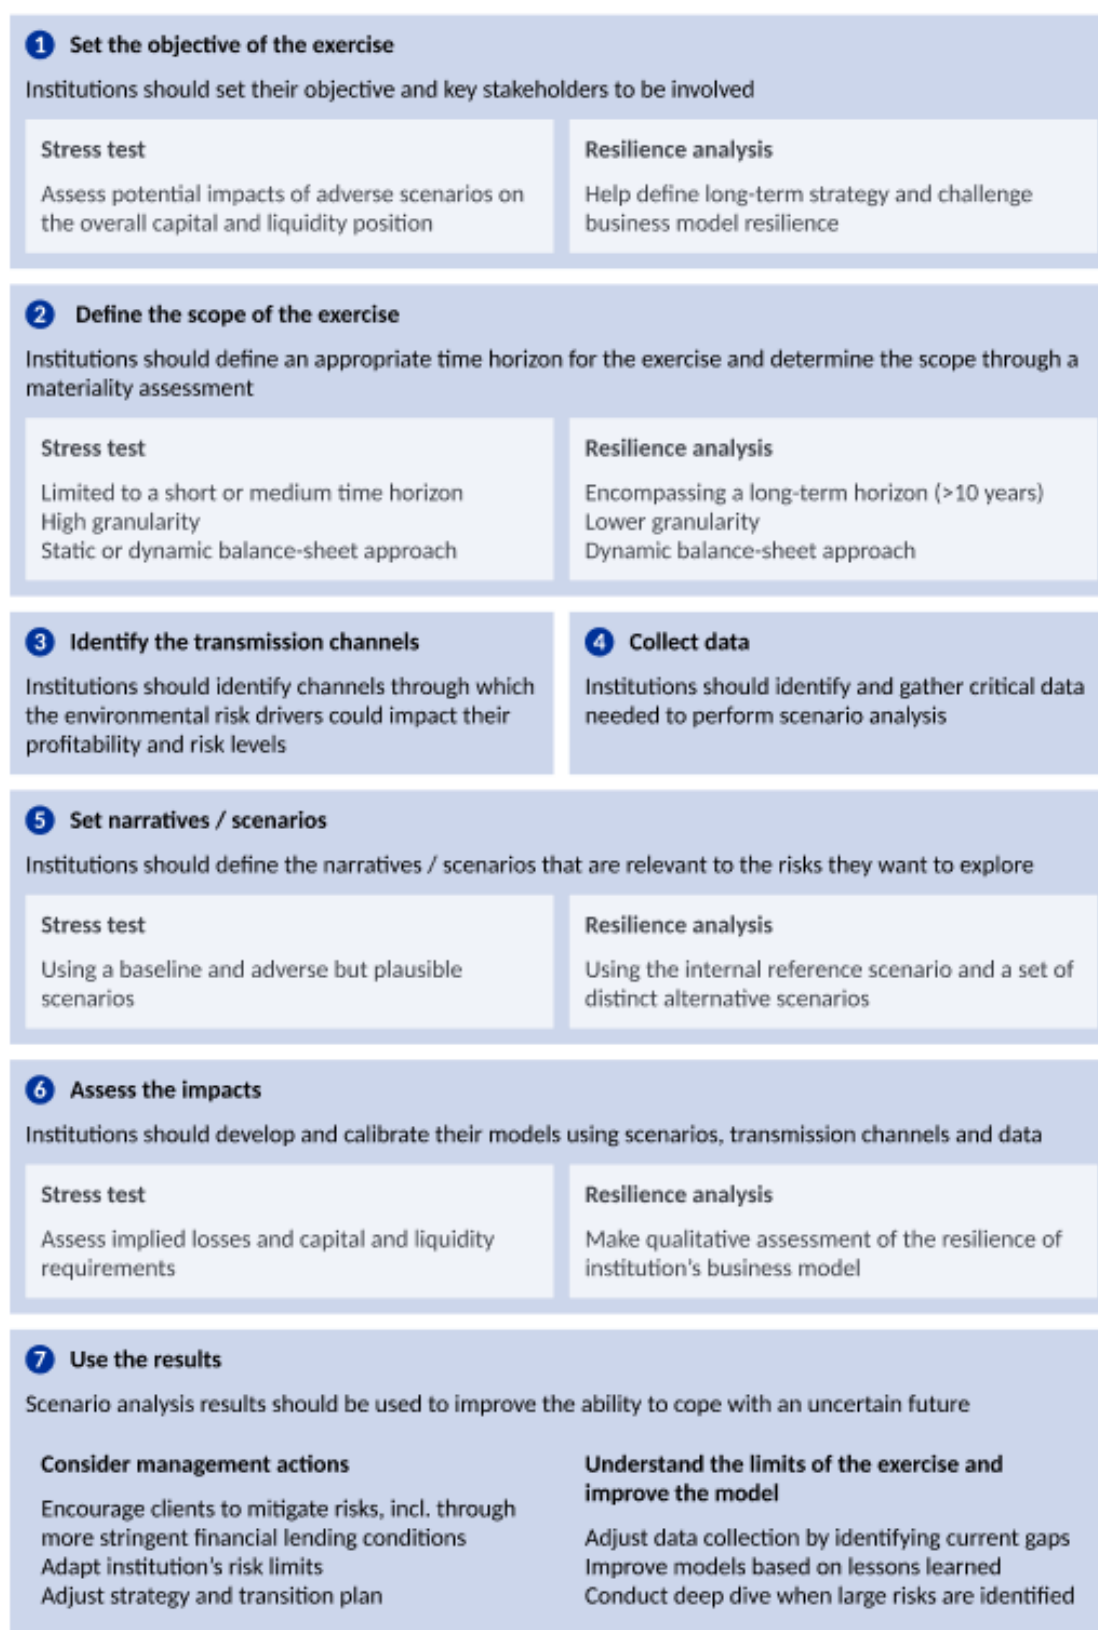 1 Set the objective of the exercise
Institutions should set their objective and key stakeholders to be involved
Stress test
Assess potential impacts of adverse scenarios on
the overall capital and liquidity position
Resilience analysis
Help define long-term strategy and challenge
business model resilience
2 Define the scope of the exercise
Institutions should define an appropriate time horizon for the exercise and determine the scope through a
materiality assessment
Stress test
Limited to a short or medium time horizon
High granularity
Static or dynamic balance-sheet approach
Resilience analysis
Encompassing a long-term horizon (>10 years)
Lower granularity
Dynamic balance-sheet approach
3 Identify the transmission channels
Institutions should identify channels through which
the environmental risk drivers could impact their
profitability and risk levels
4 Collect data
Institutions should identify and gather critical data
needed to perform scenario analysis
5 Set narratives / scenarios
Institutions should define the narratives / scenarios that are relevant to the risks they want to explore
Stress test
Using a baseline and adverse but plausible
scenarios
Resilience analysis
Using the internal reference scenario and a set of
distinct alternative scenarios
6 Assess the impacts
Institutions should develop and calibrate their models using scenarios, transmission channels and data
Stress test
Assess implied losses and capital and liquidity
requirements
Resilience analysis
Make qualitative assessment of the resilience of
institution's business model
7 Use the results
Scenario analysis results should be used to improve the ability to cope with an uncertain future
Consider management actions
Encourage clients to mitigate risks, incl. through
more stringent financial lending conditions
Adapt institution's risk limits
Adjust strategy and transition plan
Understand the limits of the exercise and
improve the model
Adjust data collection by identifying current gaps
Improve models based on lessons learned
Conduct deep dive when large risks are identified